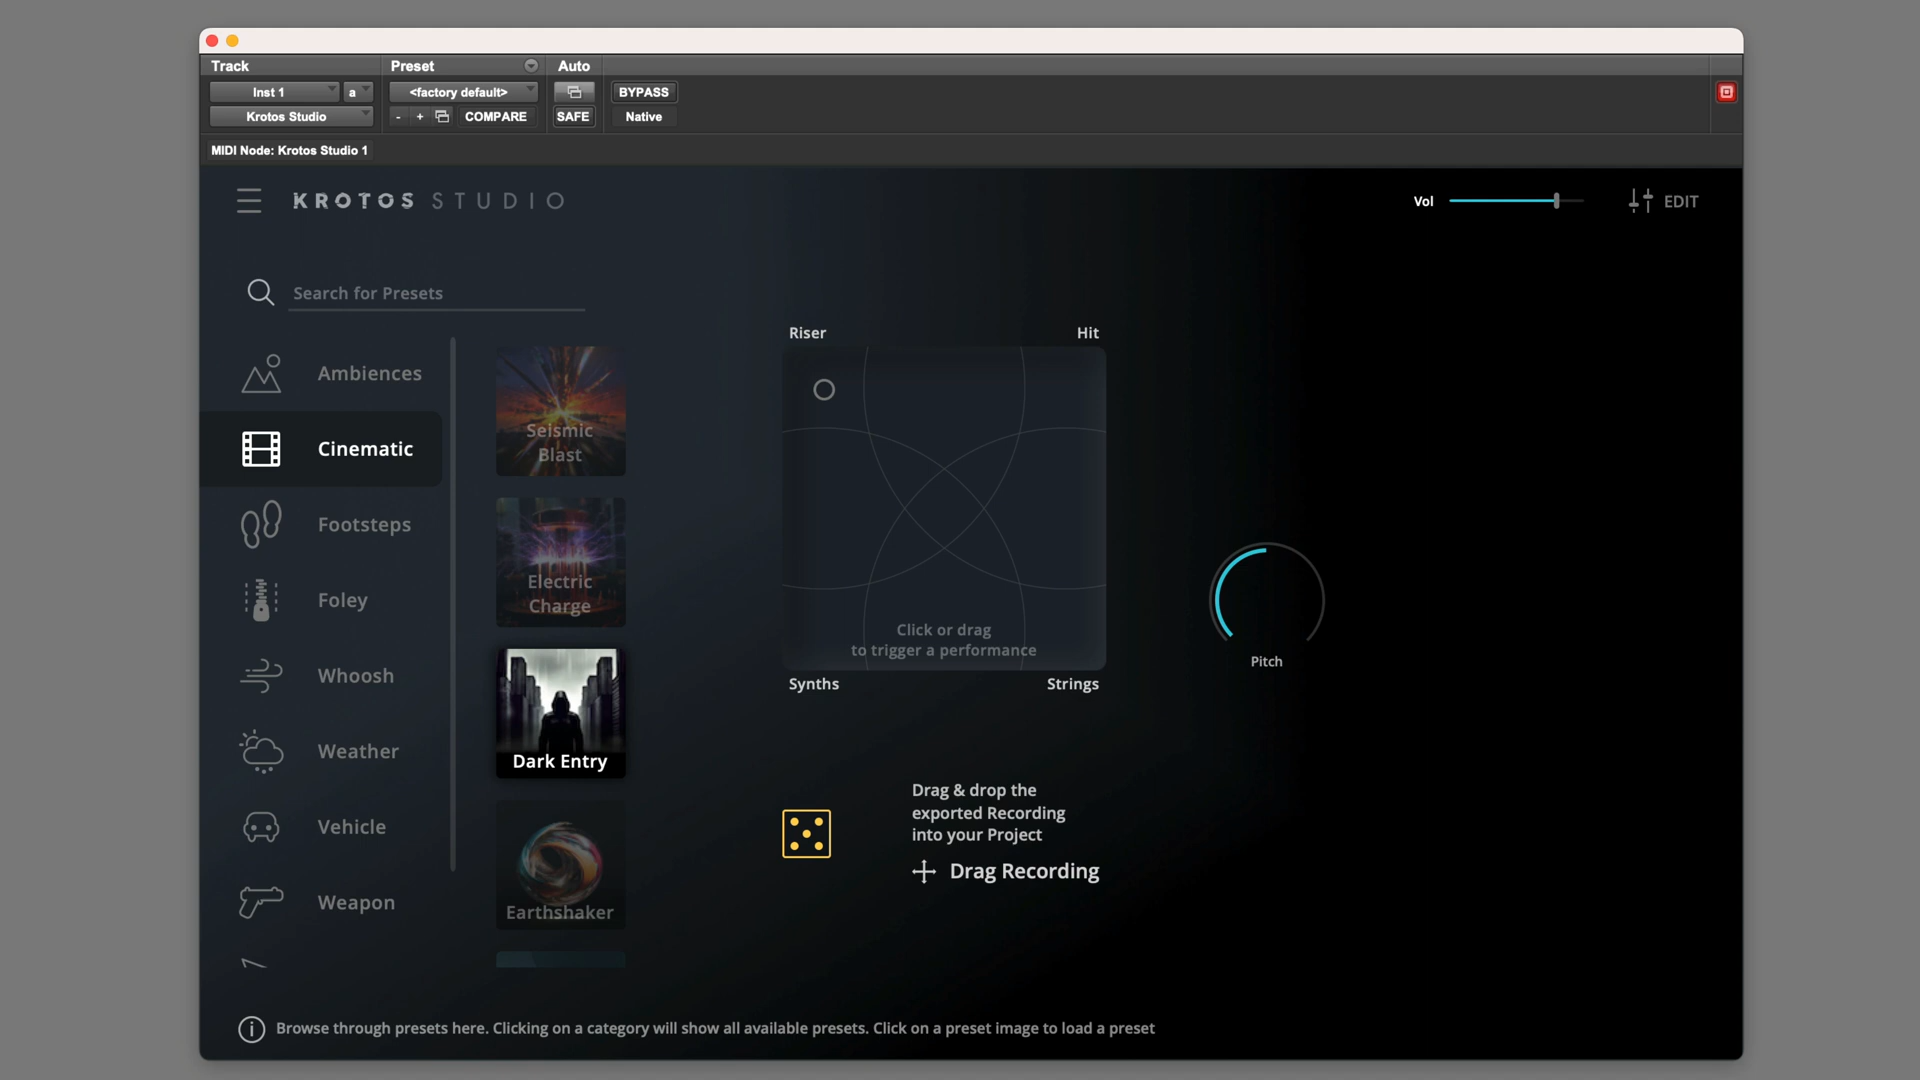 Track
Preset
Auto
Inst 1
a
<factory default>
BYPASS
Krotos Studio
- + COMPARE
SAFE
Native
MIDI Node: Krotos Studio 1
KROTOS STUDIO
Vol
EDIT
Search for Presets
Ambiences
Cinematic
Footsteps
Foley
Whoosh
Weather
Vehicle
Weapon
Seismic
Blast
Electric
Charge
Dark Entry
Earthshaker
Riser
Hit
Click or drag
to trigger a performance
Synths
Strings
Pitch
Drag & drop the
exported Recording
into your Project
Drag Recording
Browse through presets here. Clicking on a category will show all available presets. Click on a preset image to load a preset